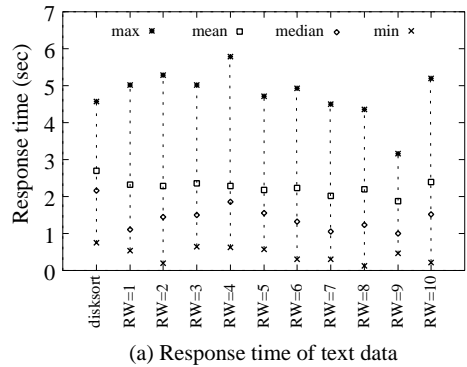 max mean median min
Response time (sec)
7
6
5
4
3
2
1
0
disksort
RW=1
RW=2
RW=3
RW=4
RW=5
RW=6
RW=7
RW=8
RW=9
RW=10
(a) Response time of text data